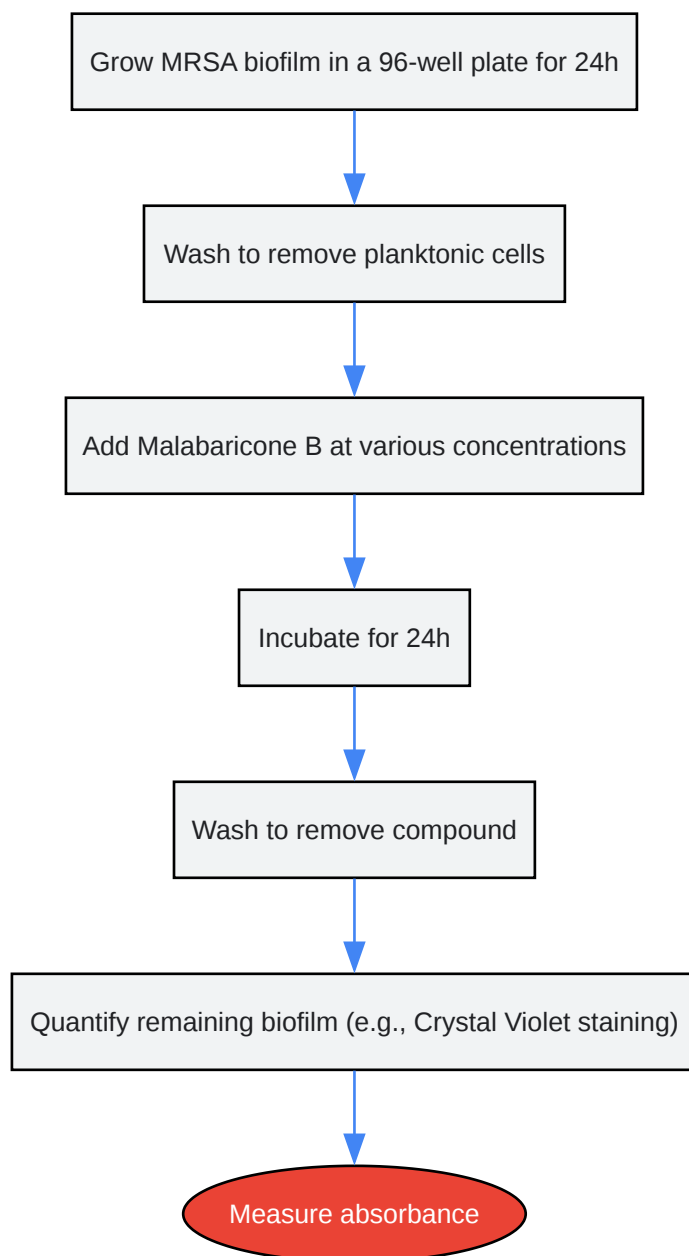 Grow MRSA biofilm in a 96-well plate for 24h
Wash to remove planktonic cells
Add Malabaricone B at various concentrations
Incubate for 24h
Wash to remove compound
Quantify remaining biofilm (e.g., Crystal Violet staining)
Measure absorbance